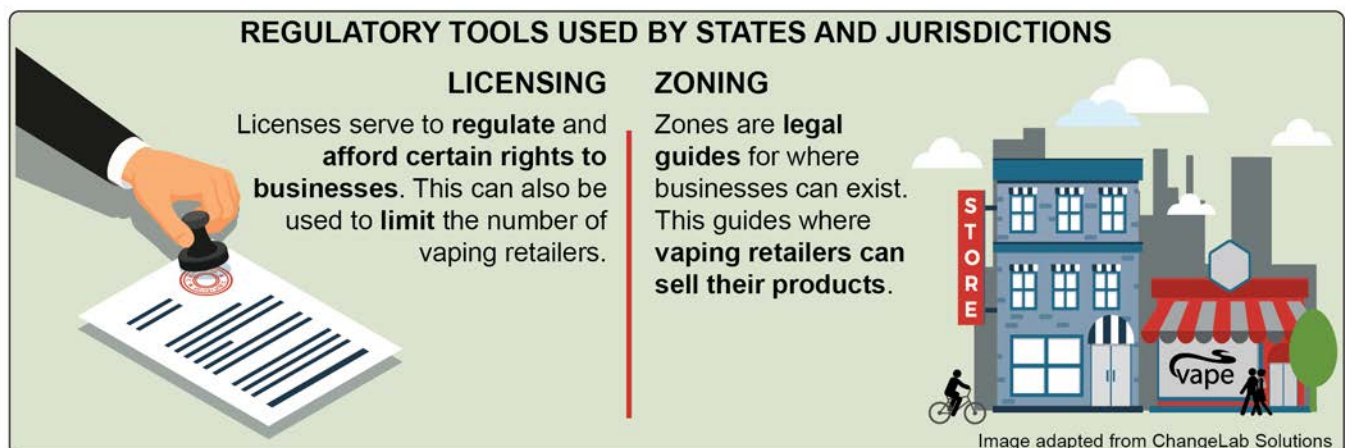 REGULATORY TOOLS USED BY STATES AND JURISDICTIONS
LICENSING
Licenses serve to regulate and
afford certain rights to
businesses. This can also be
used to limit the number of
vaping retailers.
ZONING
Zones are legal
guides for where
businesses can exist.
This guides where
vaping retailers can
sell their products.
STORE
vape
Image adapted from ChangeLab Solutions